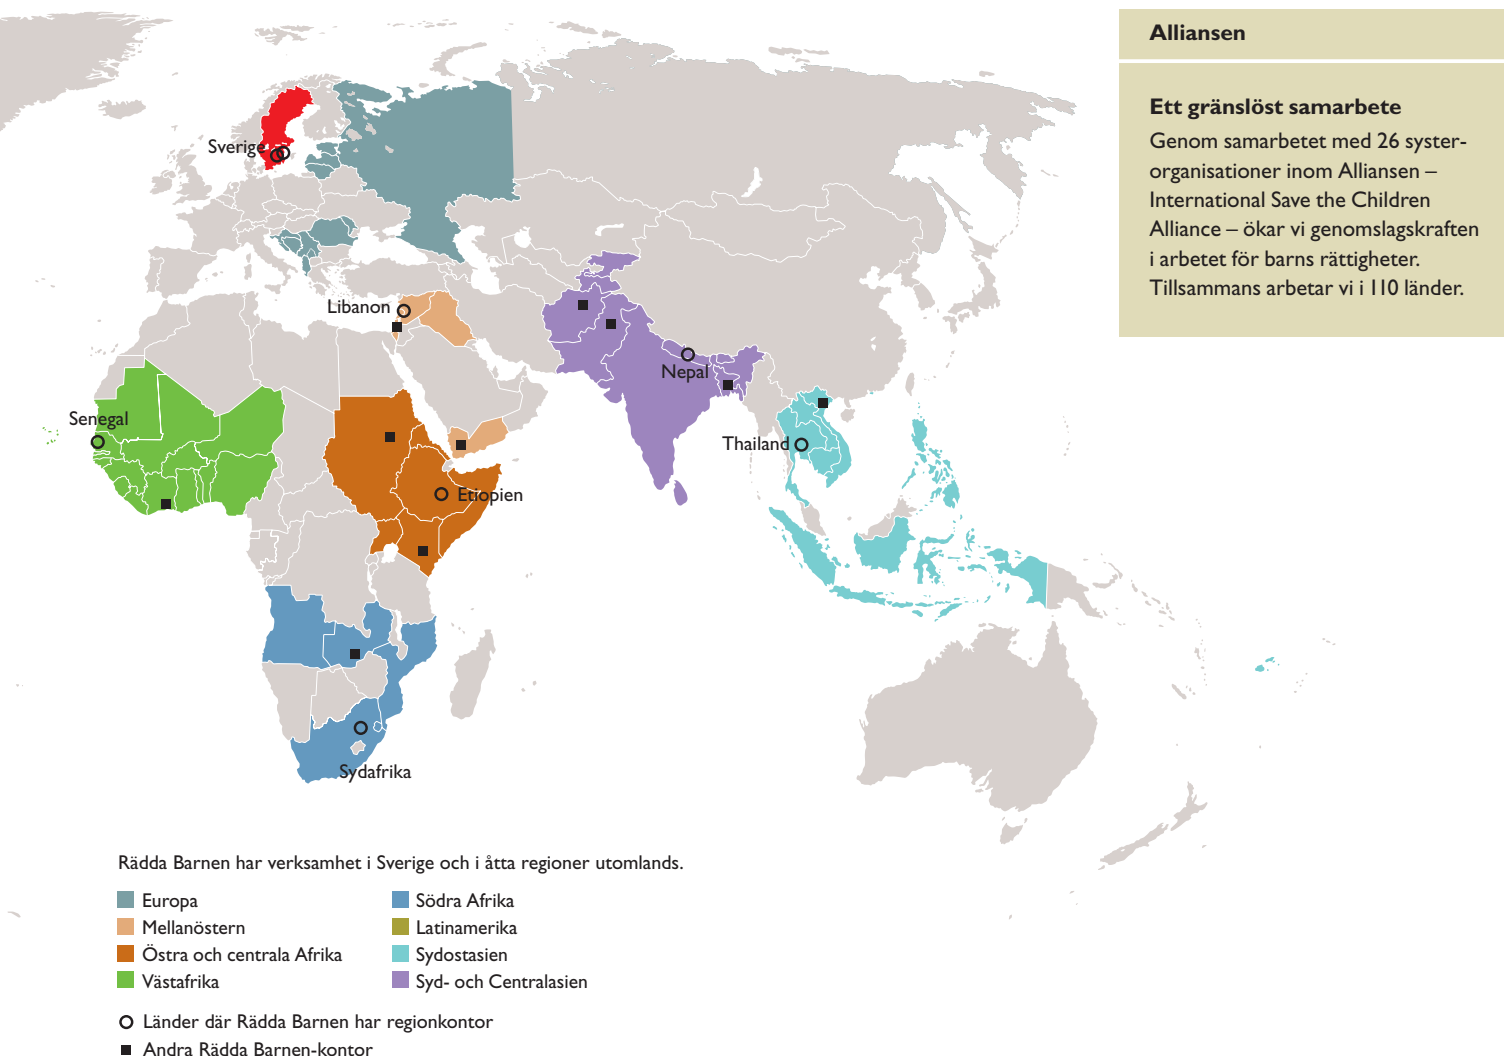 Alliansen
Ett gränslöst samarbete
Genom samarbetet med 26 syster-
organisationer inom Alliansen –
International Save the Children
Alliance – ökar vi genomslagskraften
i arbetet för barns rättigheter.
Tillsammans arbetar vi i 110 länder.
Sverige
Libanon
Nepal
Senegal
Thailand
Etiopien
Sydafrika
Rädda Barnen har verksamhet i Sverige och i åtta regioner utomlands.
Europa
Mellanöstern
Östra och centrala Afrika
Västafrika
Södra Afrika
Latinamerika
Sydostasien
Syd- och Centralasien
Länder där Rädda Barnen har regionkontor
Andra Rädda Barnen-kontor